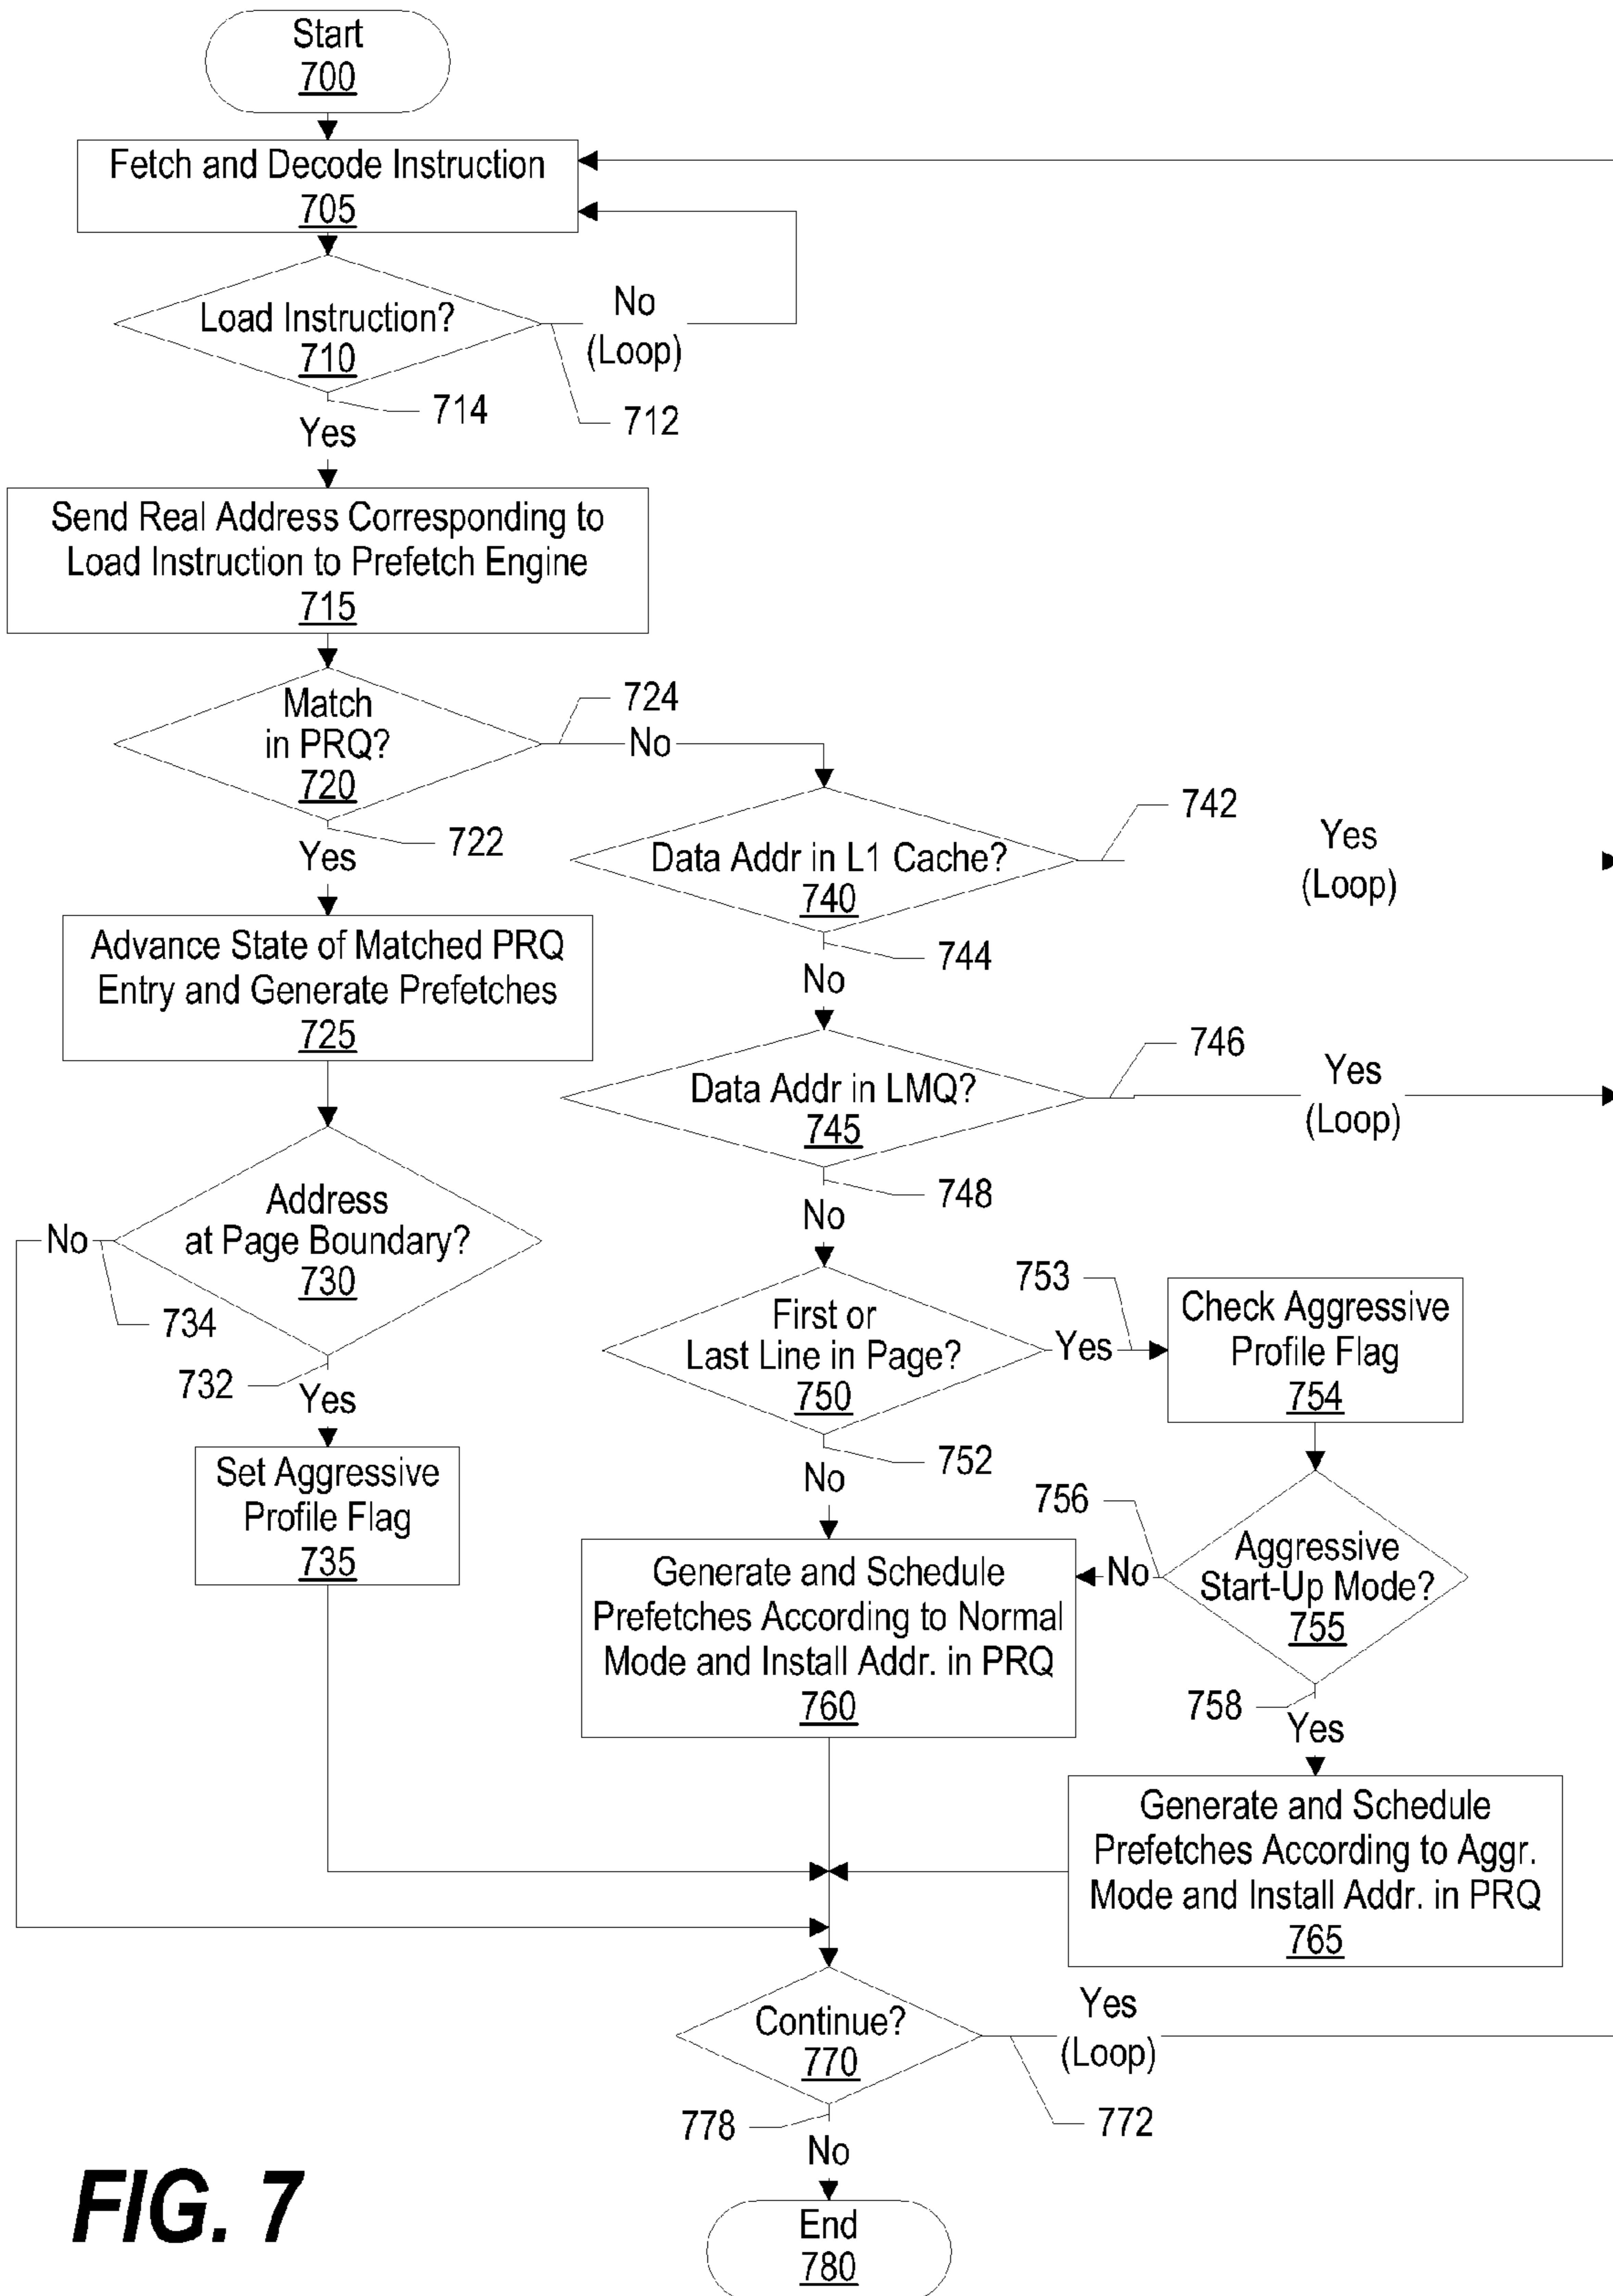 Start
700
Fetch and Decode Instruction
705
Load Instruction?
710
No
(Loop)
714
712
Yes
Send Real Address Corresponding to
Load Instruction to Prefetch Engine
715
Match
in PRQ?
720
724
No
722
Yes
Data Addr in L1 Cache?
740
742
Yes
(Loop)
744
No
Advance State of Matched PRQ
Entry and Generate Prefetches
725
Data Addr in LMQ?
745
746
Yes
(Loop)
748
No
Address
at Page Boundary?
730
No
734
732
Yes
First or
Last Line in Page?
750
753
Yes
Check Aggressive
Profile Flag
754
752
No
Set Aggressive
Profile Flag
735
756
No
Aggressive
Start-Up Mode?
755
758
Yes
Generate and Schedule
Prefetches According to Normal
Mode and Install Addr. in PRQ
760
Generate and Schedule
Prefetches According to Aggr.
Mode and Install Addr. in PRQ
765
Continue?
770
Yes
(Loop)
772
778
No
End
780
FIG. 7